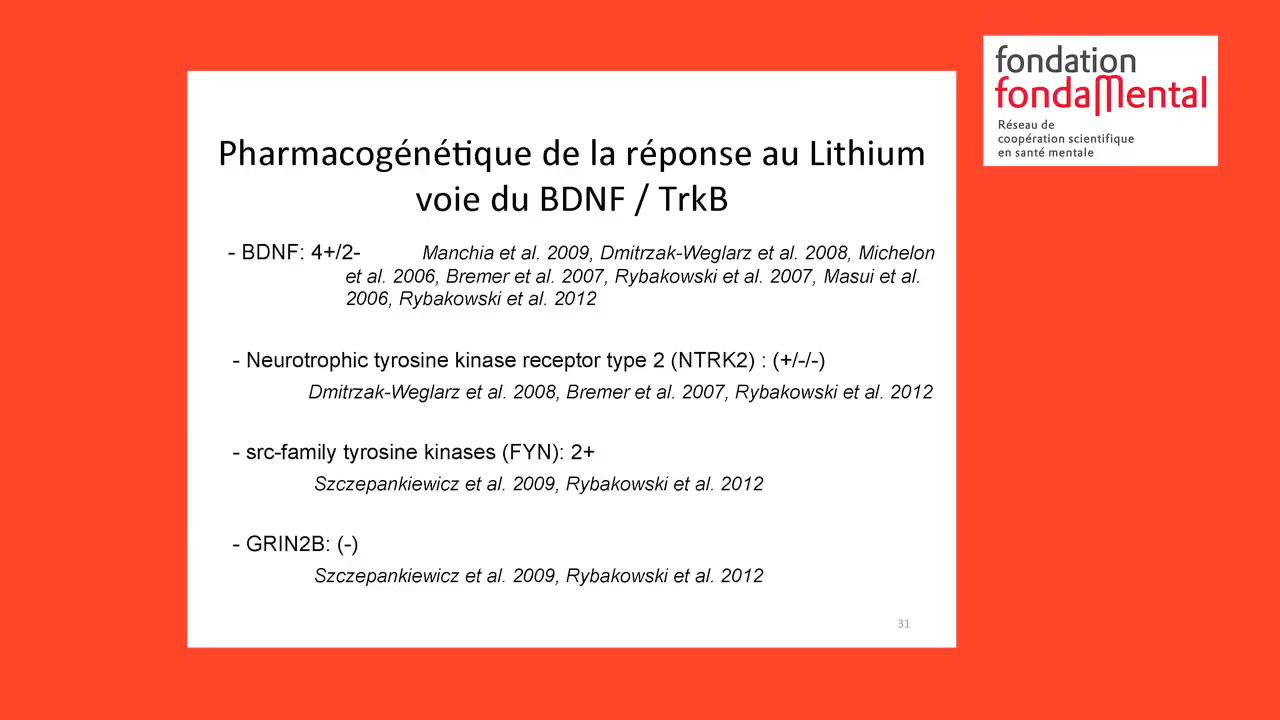 fondation
fondaMental
Réseau de
coopération scientifique
en santé mentale
Pharmacogénétique de la réponse au Lithium
voie du BDNF / TrkB
- BDNF: 4+/2- Manchia et al. 2009, Dmitrzak-Weglarz et al. 2008, Michelon
et al. 2006, Bremer et al. 2007, Rybakowski et al. 2007, Masui et al.
2006, Rybakowski et al. 2012
- Neurotrophic tyrosine kinase receptor type 2 (NTRK2) : (+/-/-)
Dmitrzak-Weglarz et al. 2008, Bremer et al. 2007, Rybakowski et al. 2012
- src-family tyrosine kinases (FYN): 2+
Szczepankiewicz et al. 2009, Rybakowski et al. 2012
- GRIN2B: (-)
Szczepankiewicz et al. 2009, Rybakowski et al. 2012
31